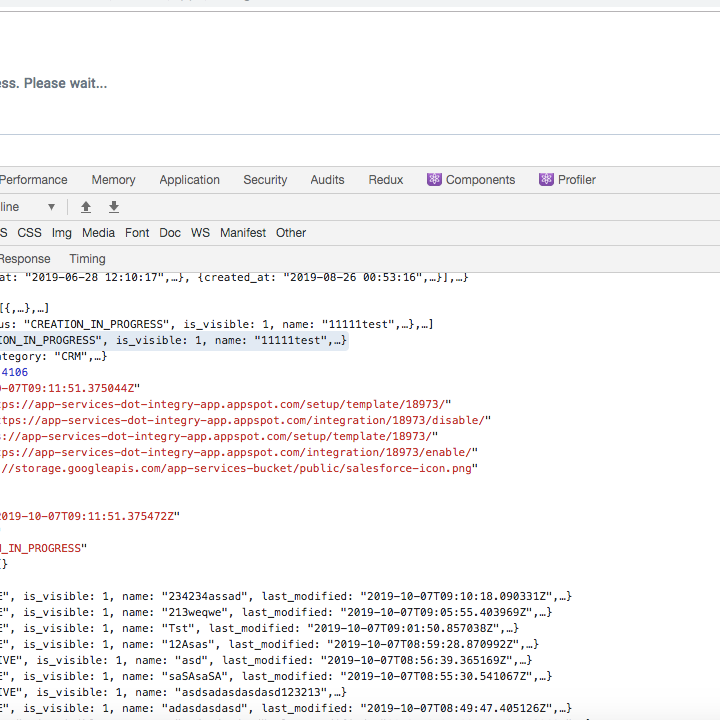 ess. Please wait...
Performance Memory Application Security Audits Redux Components Profiler
line
S CSS Img Media Font Doc WS Manifest Other
Response Timing
at: "2019-06-28 12:10:17",…}, {created_at: "2019-08-26 00:53:16",…}],…}
[{,…},…]
us: "CREATION_IN_PROGRESS", is_visible: 1, name: "11111test",…},…]
ION_IN_PROGRESS", is_visible: 1, name: "11111test",…}
ategory: "CRM",…}
4106
0-07T09:11:51.375044Z"
tps://app-services-dot-integry-app.appspot.com/setup/template/18973/"
ttps://app-services-dot-integry-app.appspot.com/integration/18973/disable/"
s://app-services-dot-integry-app.appspot.com/setup/template/18973/"
tps://app-services-dot-integry-app.appspot.com/integration/18973/enable/"
://storage.googleapis.com/app-services-bucket/public/salesforce-icon.png"
2019-10-07T09:11:51.375472Z"
N_IN_PROGRESS"
{}
E", is_visible: 1, name: "234234assad", last_modified: "2019-10-07T09:10:18.090331Z",…}
E", is_visible: 1, name: "213weqwe", last_modified: "2019-10-07T09:05:55.403969Z",…}
E", is_visible: 1, name: "Tst", last_modified: "2019-10-07T09:01:50.857038Z",…}
E", is_visible: 1, name: "12Asas", last_modified: "2019-10-07T08:59:28.870992Z",…}
IVE", is_visible: 1, name: "asd", last_modified: "2019-10-07T08:56:39.365169Z",…}
E", is_visible: 1, name: "saSAsaSA", last_modified: "2019-10-07T08:55:30.541067Z",…}
IVE", is_visible: 1, name: "asdsadasdasdasd123213",…}
E", is_visible: 1, name: "adasdasdasd", last_modified: "2019-10-07T08:49:47.405126Z",…}